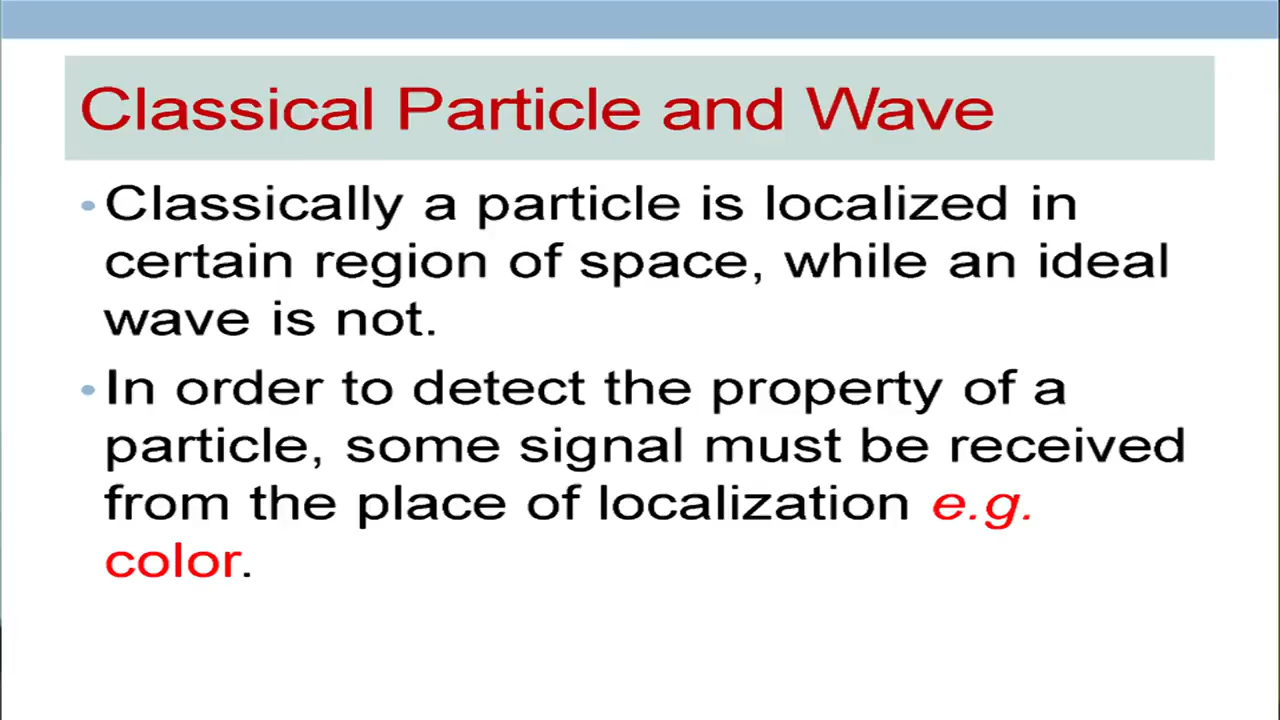 Classical Particle and Wave
•Classically a particle is localized in
certain region of space, while an ideal
wave is not.
•In order to detect the property of a
particle, some signal must be received
from the place of localization e.g.
color.